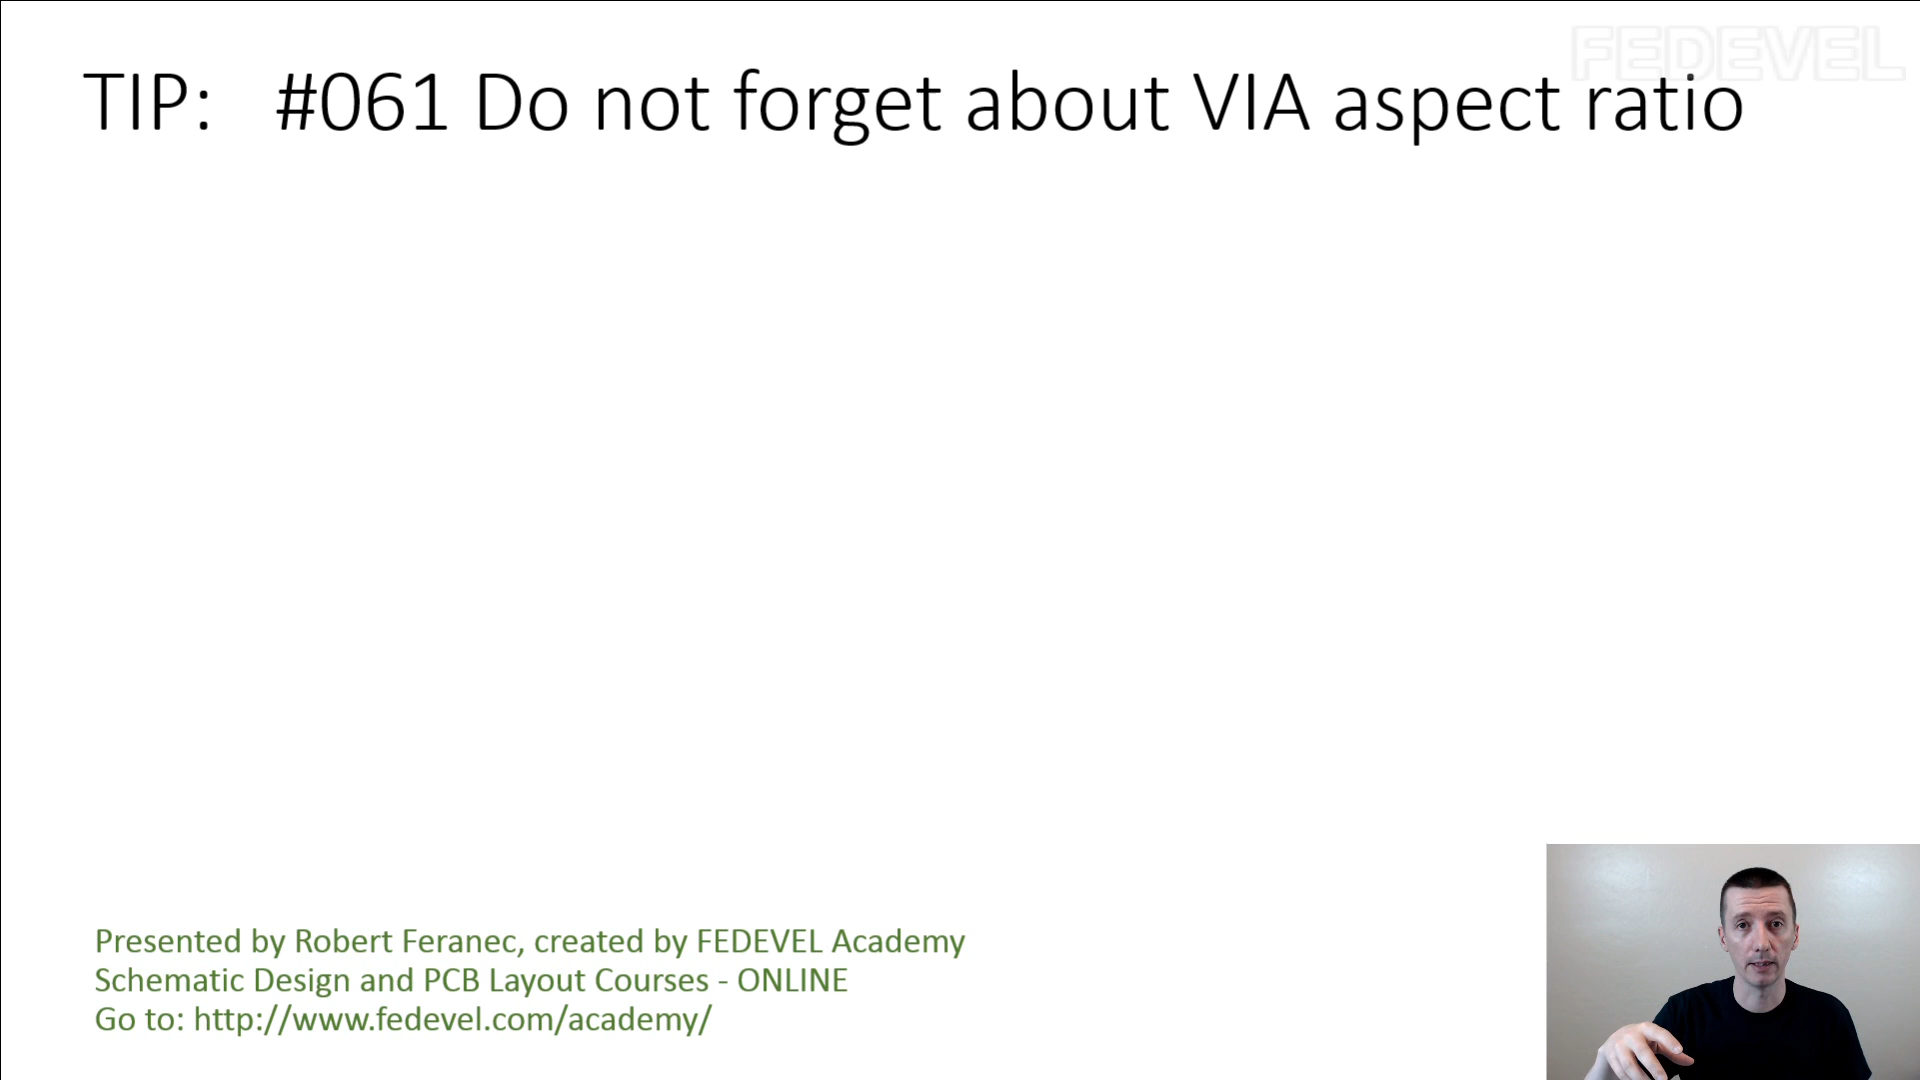 FEDEVEL
TIP: #061 Do not forget about VIA aspect ratio
Presented by Robert Feranec, created by FEDEVEL Academy
Schematic Design and PCB Layout Courses - ONLINE
Go to: http://www.fedevel.com/academy/